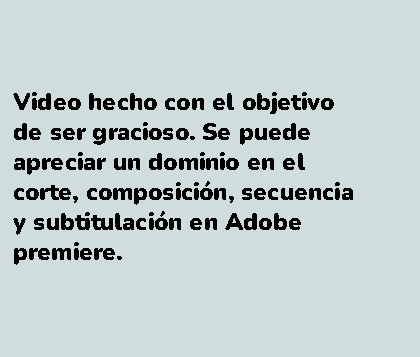 Video hecho con el objetivo
de ser gracioso. Se puede
apreciar un dominio en el
corte, composición, secuencia
y subtitulación en Adobe
premiere.